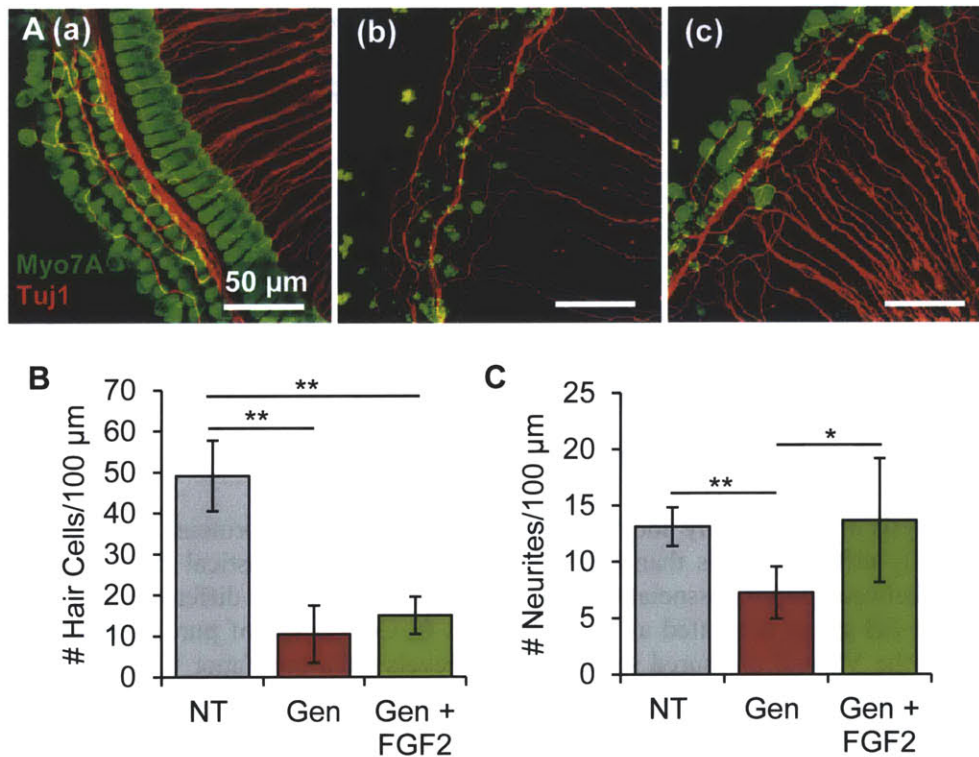 A (a)
(b)
(c)
Myo7A
Tuj1
50 μm
B
# Hair Cells/100 μm
70
60
50
40
30
20
10
0
**
**
NT
Gen
Gen +
FGF2
C
# Neurites/100 μm
25
20
15
10
5
0
**
*
NT
Gen
Gen +
FGF2